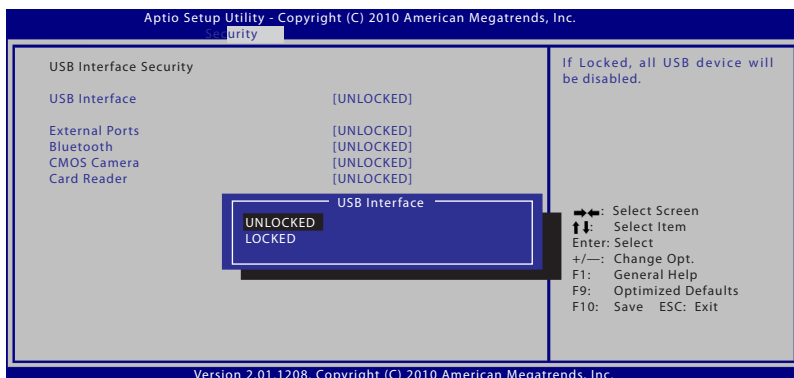 Aptio Setup Utility - Copyright (C) 2010 American Megatrends, Inc.
Security
USB Interface Security
USB Interface [UNLOCKED]
External Ports [UNLOCKED]
Bluetooth [UNLOCKED]
CMOS Camera [UNLOCKED]
Card Reader [UNLOCKED]
USB Interface
UNLOCKED
LOCKED
If Locked, all USB device will
be disabled.
→←: Select Screen
↑↓: Select Item
Enter: Select
+/—: Change Opt.
F1: General Help
F9: Optimized Defaults
F10: Save ESC: Exit
Version 2.01.1208. Copyright (C) 2010 American Megatrends, Inc.